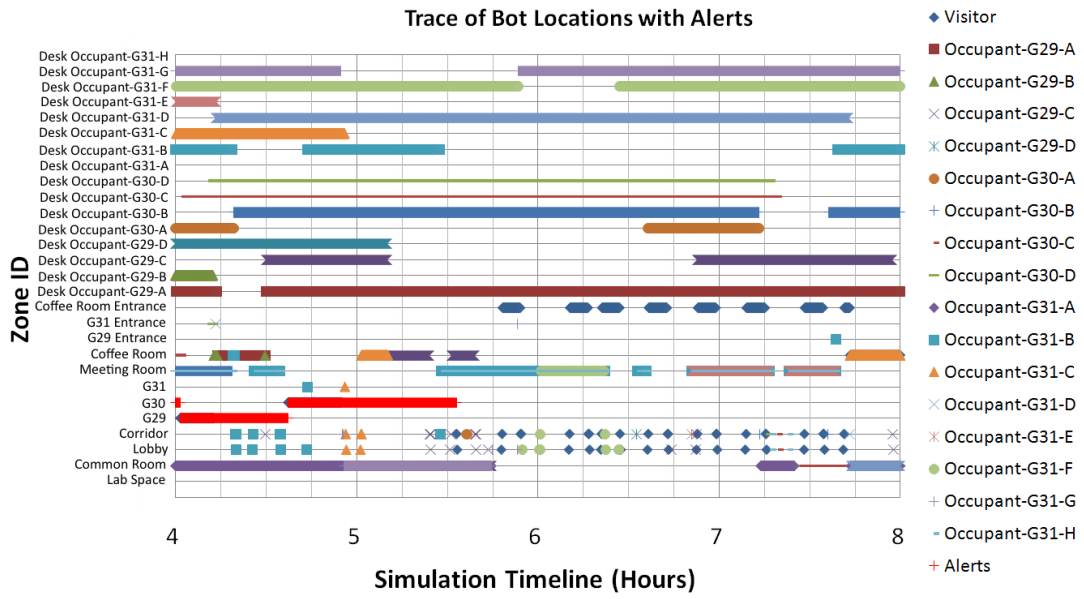 Trace of Bot Locations with Alerts
Zone ID
Desk Occupant-G31-H
Desk Occupant-G31-G
Desk Occupant-G31-F
Desk Occupant-G31-E
Desk Occupant-G31-D
Desk Occupant-G31-C
Desk Occupant-G31-B
Desk Occupant-G31-A
Desk Occupant-G30-D
Desk Occupant-G30-C
Desk Occupant-G30-B
Desk Occupant-G30-A
Desk Occupant-G29-D
Desk Occupant-G29-C
Desk Occupant-G29-B
Desk Occupant-G29-A
Coffee Room Entrance
G31 Entrance
G29 Entrance
Coffee Room
Meeting Room
G31
G30
G29
Corridor
Lobby
Common Room
Lab Space
4 5 6 7 8
Simulation Timeline (Hours)
Visitor
Occupant-G29-A
Occupant-G29-B
Occupant-G29-C
Occupant-G29-D
Occupant-G30-A
Occupant-G30-B
Occupant-G30-C
Occupant-G30-D
Occupant-G31-A
Occupant-G31-B
Occupant-G31-C
Occupant-G31-D
Occupant-G31-E
Occupant-G31-F
Occupant-G31-G
Occupant-G31-H
Alerts